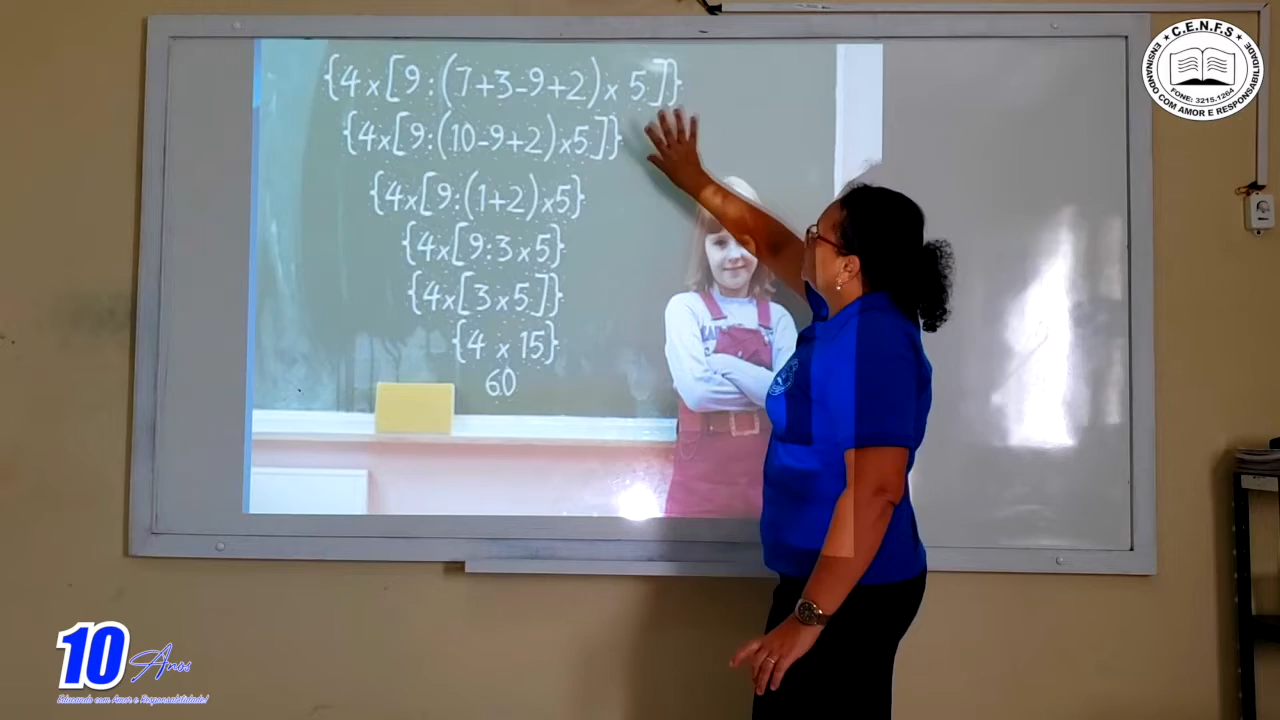 {4x[9:(7+3-9+2)x 5]}
{4x[9:(10-9+2)x5]}
{4x[9:(1+2)x5}
{4x[9:3x5}
{4x[3x5]}
{4 x 15}
60
★ C.E.N.F.S ★
ENSINANDO COM AMOR E RESPONSABILIDADE
FONE: 3215.1264
10 Anos
Educando com Amor e Responsabilidade!